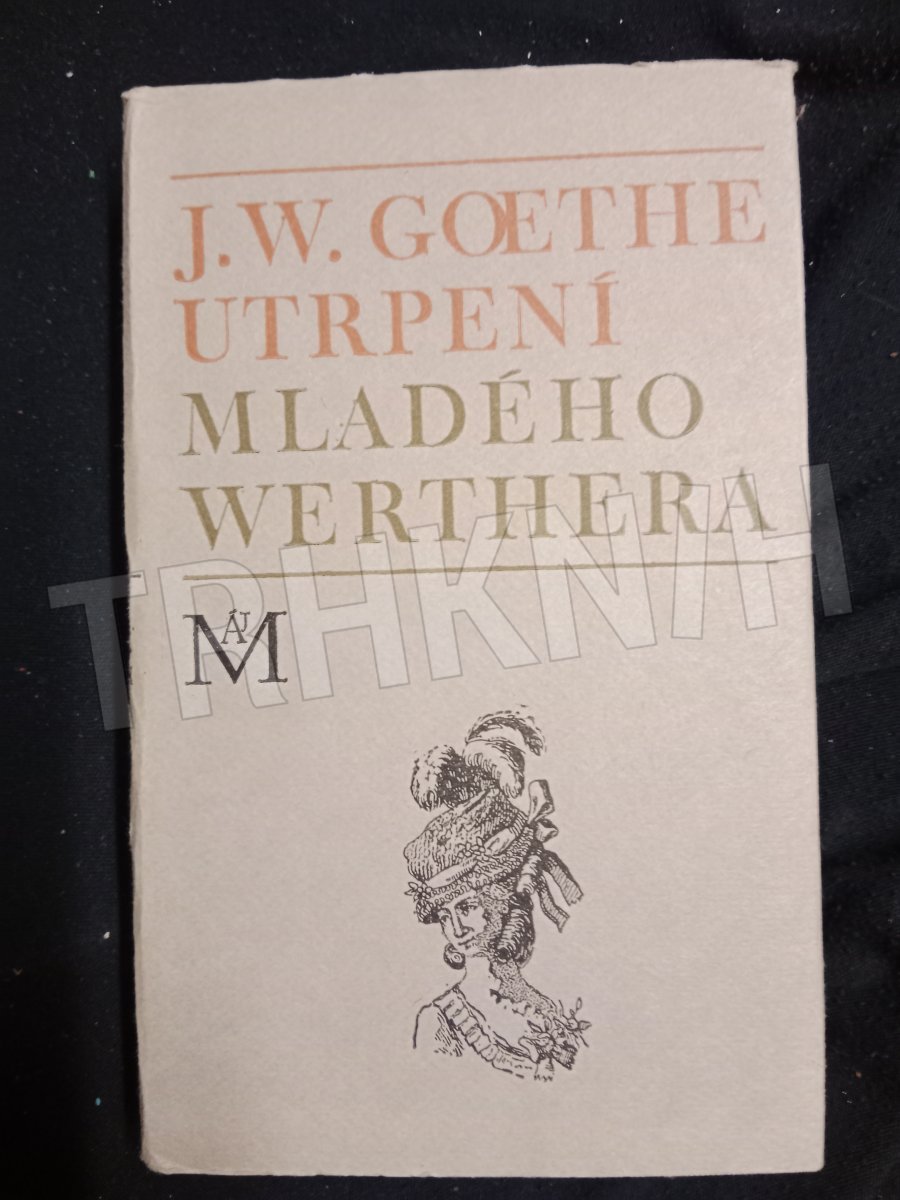 J.W. GOETHE
UTRPENÍ
MLADÉHO
WERTHERA
TRHKNIH
MÁJ